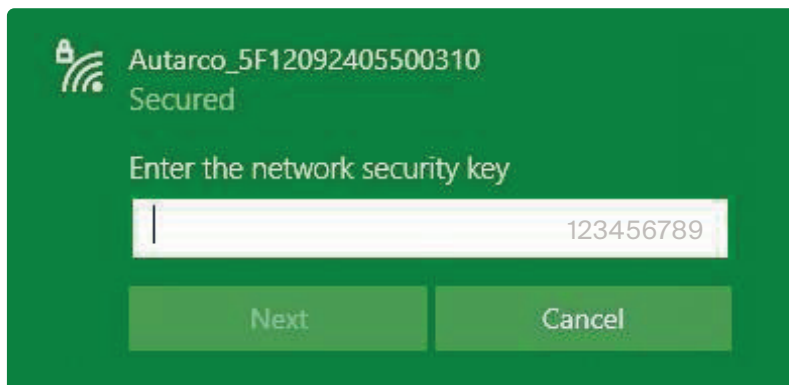 Autarco_5F12092405500310
Secured
Enter the network security key
123456789
Next
Cancel